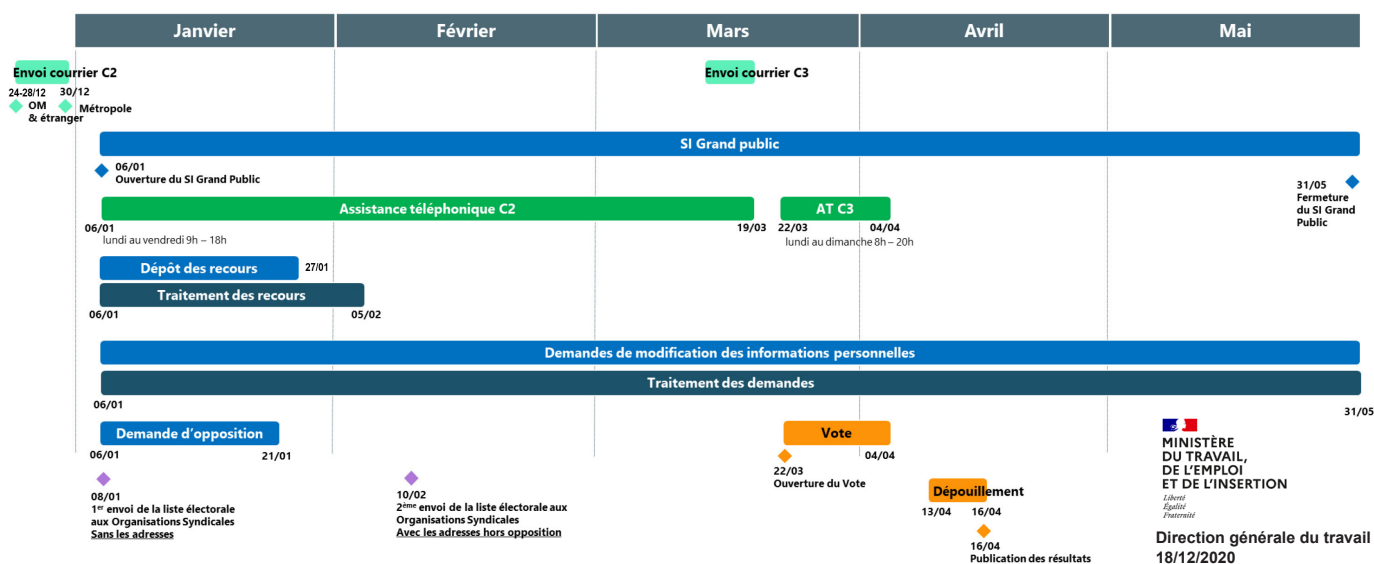 Janvier
Février
Mars
Avril
Mai
Envoi courrier C2
Envoi courrier C3
24-28/12
30/12
OM
& étranger
Métropole
SI Grand public
06/01
Ouverture du SI Grand Public
31/05
Fermeture
du SI Grand
Public
Assistance téléphonique C2
AT C3
06/01
19/03
22/03
04/04
lundi au vendredi 9h – 18h
lundi au dimanche 8h – 20h
Dépôt des recours
27/01
Traitement des recours
06/01
05/02
Demandes de modification des informations personnelles
Traitement des demandes
06/01
31/05
Demande d'opposition
Vote
06/01
21/01
04/04
22/03
Ouverture du Vote
08/01
1er envoi de la liste électorale
aux Organisations Syndicales
Sans les adresses
10/02
2ème envoi de la liste électorale aux
Organisations Syndicales
Avec les adresses hors opposition
Dépouillement
13/04
16/04
16/04
Publication des résultats
MINISTÈRE
DU TRAVAIL,
DE L'EMPLOI
ET DE L'INSERTION
Liberté
Égalité
Fraternité
Direction générale du travail
18/12/2020